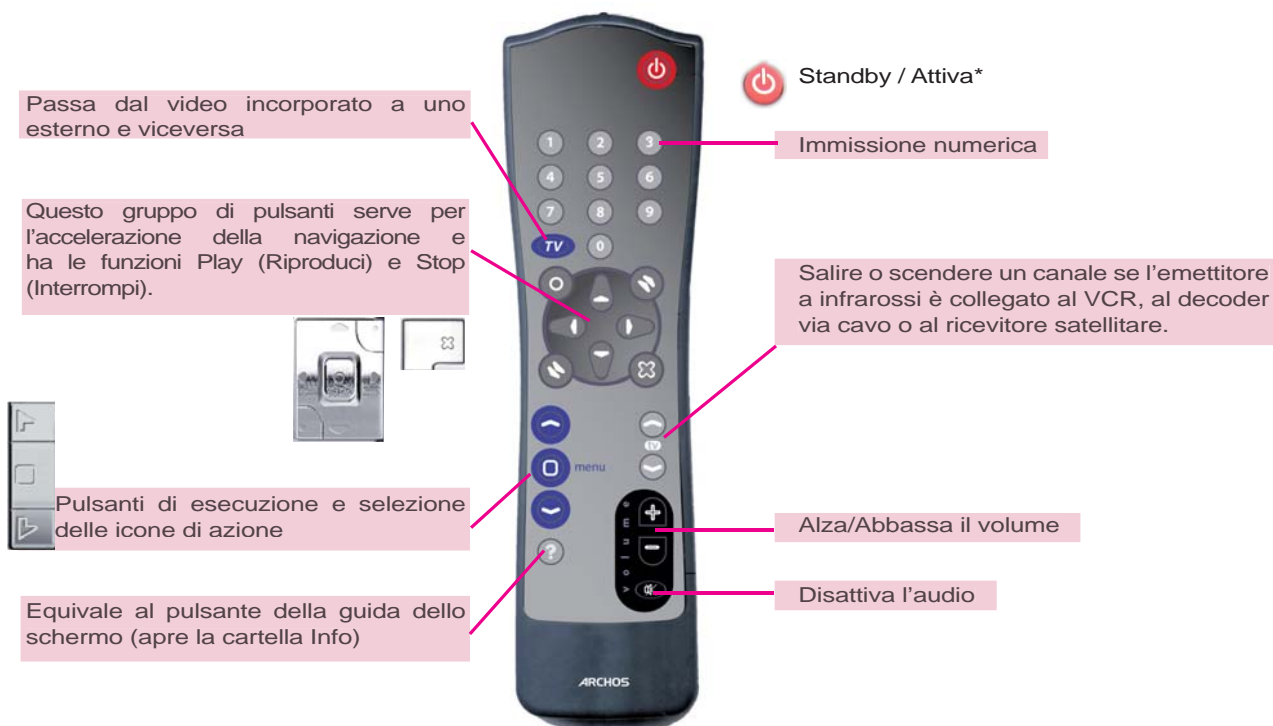 Standby / Attiva*
Passa dal video incorporato a uno
esterno e viceversa
Immissione numerica
Questo gruppo di pulsanti serve per
l'accelerazione della navigazione e
ha le funzioni Play (Riproduci) e Stop
(Interrompi).
Salire o scendere un canale se l'emettitore
a infrarossi è collegato al VCR, al decoder
via cavo o al ricevitore satellitare.
Pulsanti di esecuzione e selezione
delle icone di azione
Alza/Abbassa il volume
Disattiva l'audio
Equivale al pulsante della guida dello
schermo (apre la cartella Info)
1 2 3
4 5 6
7 8 9
TV 0
tv
menu
volume
+
−
?
ARCHOS